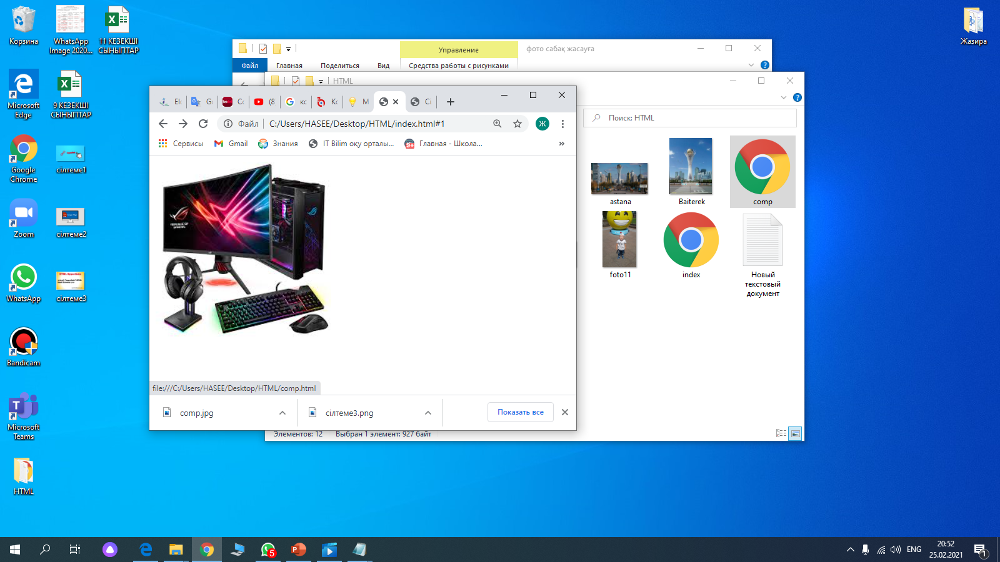 Корзина
WhatsApp
Image 2020...
11 КЕЗЕКШІ
СЫНЫПТАР
Жазира
Microsoft
Edge
9 КЕЗЕКШІ
СЫНЫПТАР
Google
Chrome
сілтеме1
Zoom
сілтеме2
WhatsApp
сілтеме3
Bandicam
Microsoft
Teams
HTML
Управление
фото сабақ жасауға
Файл
Главная
Поделиться
Вид
Средства работы с рисунками
HTML
Поиск: HTML
astana
Baiterek
comp
foto11
index
Новый
текстовый
документ
Элементов: 12
Выбран 1 элемент: 927 байт
(8
M
Файл
C:/Users/HASEE/Desktop/HTML/index.html#1
Ж
Сервисы
Gmail
Знания
IT Bilim оқу орталы...
Главная - Школа...
REPUBLIC OF
GAMERS
file:///C:/Users/HASEE/Desktop/HTML/comp.html
comp.jpg
сілтеме3.png
Показать все
5
ENG
20:52
25.02.2021
1